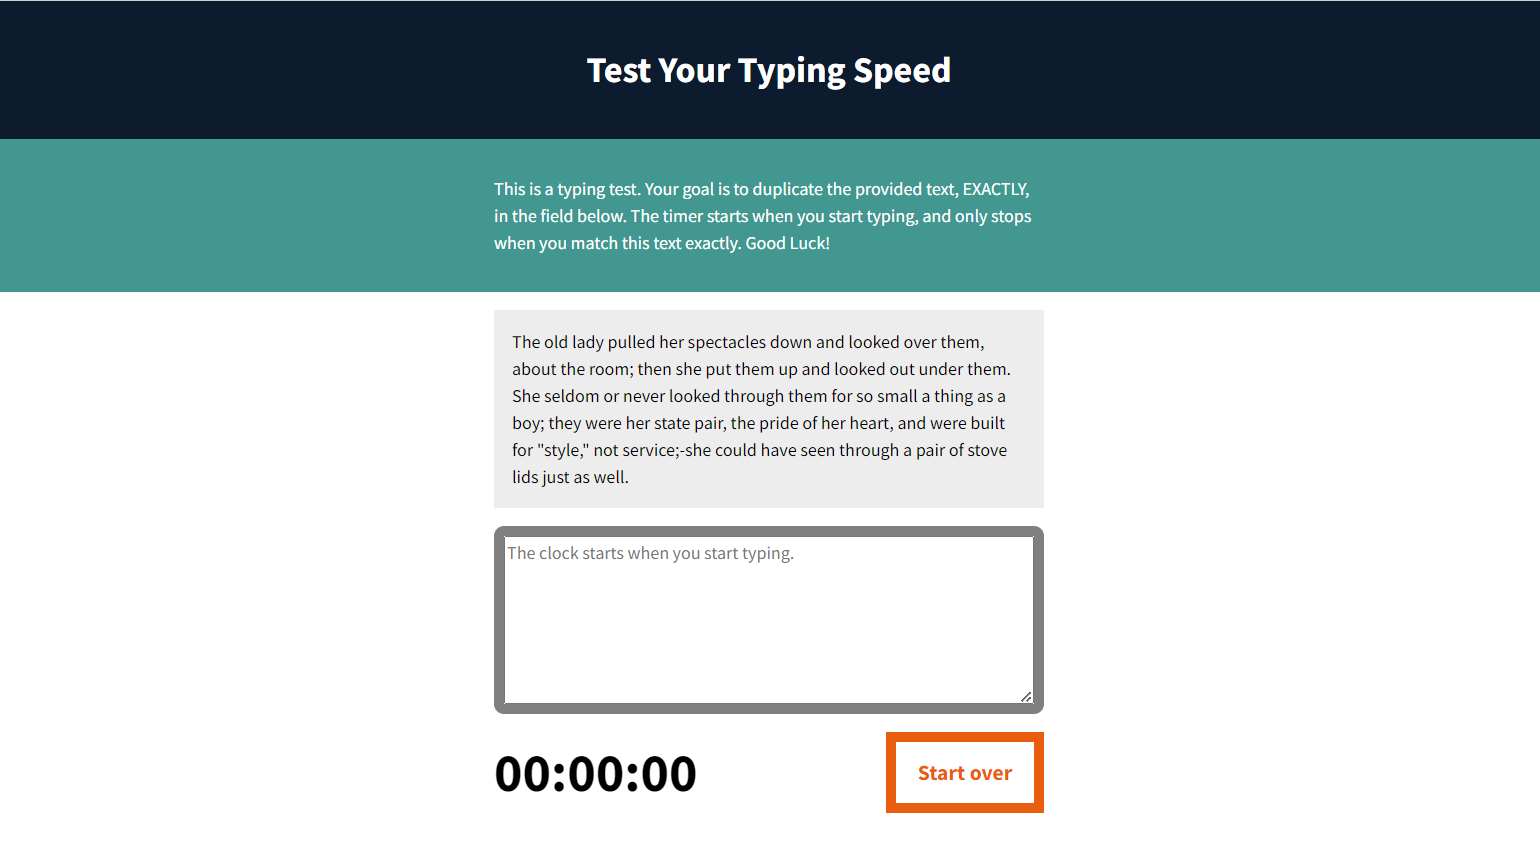 Test Your Typing Speed
This is a typing test. Your goal is to duplicate the provided text, EXACTLY,
in the field below. The timer starts when you start typing, and only stops
when you match this text exactly. Good Luck!
The old lady pulled her spectacles down and looked over them,
about the room; then she put them up and looked out under them.
She seldom or never looked through them for so small a thing as a
boy; they were her state pair, the pride of her heart, and were built
for "style," not service;-she could have seen through a pair of stove
lids just as well.
The clock starts when you start typing.
00:00:00
Start over